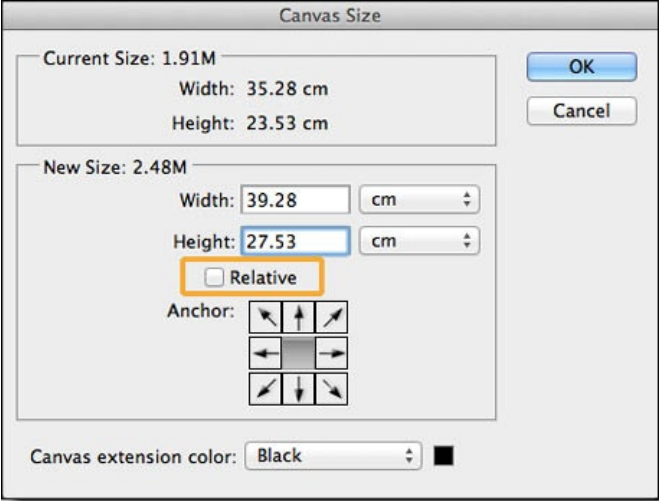 Canvas Size
Current Size: 1.91M
Width: 35.28 cm
Height: 23.53 cm
OK
Cancel
New Size: 2.48M
Width: 39.28 cm
Height: 27.53 cm
Relative
Anchor:
Canvas extension color: Black